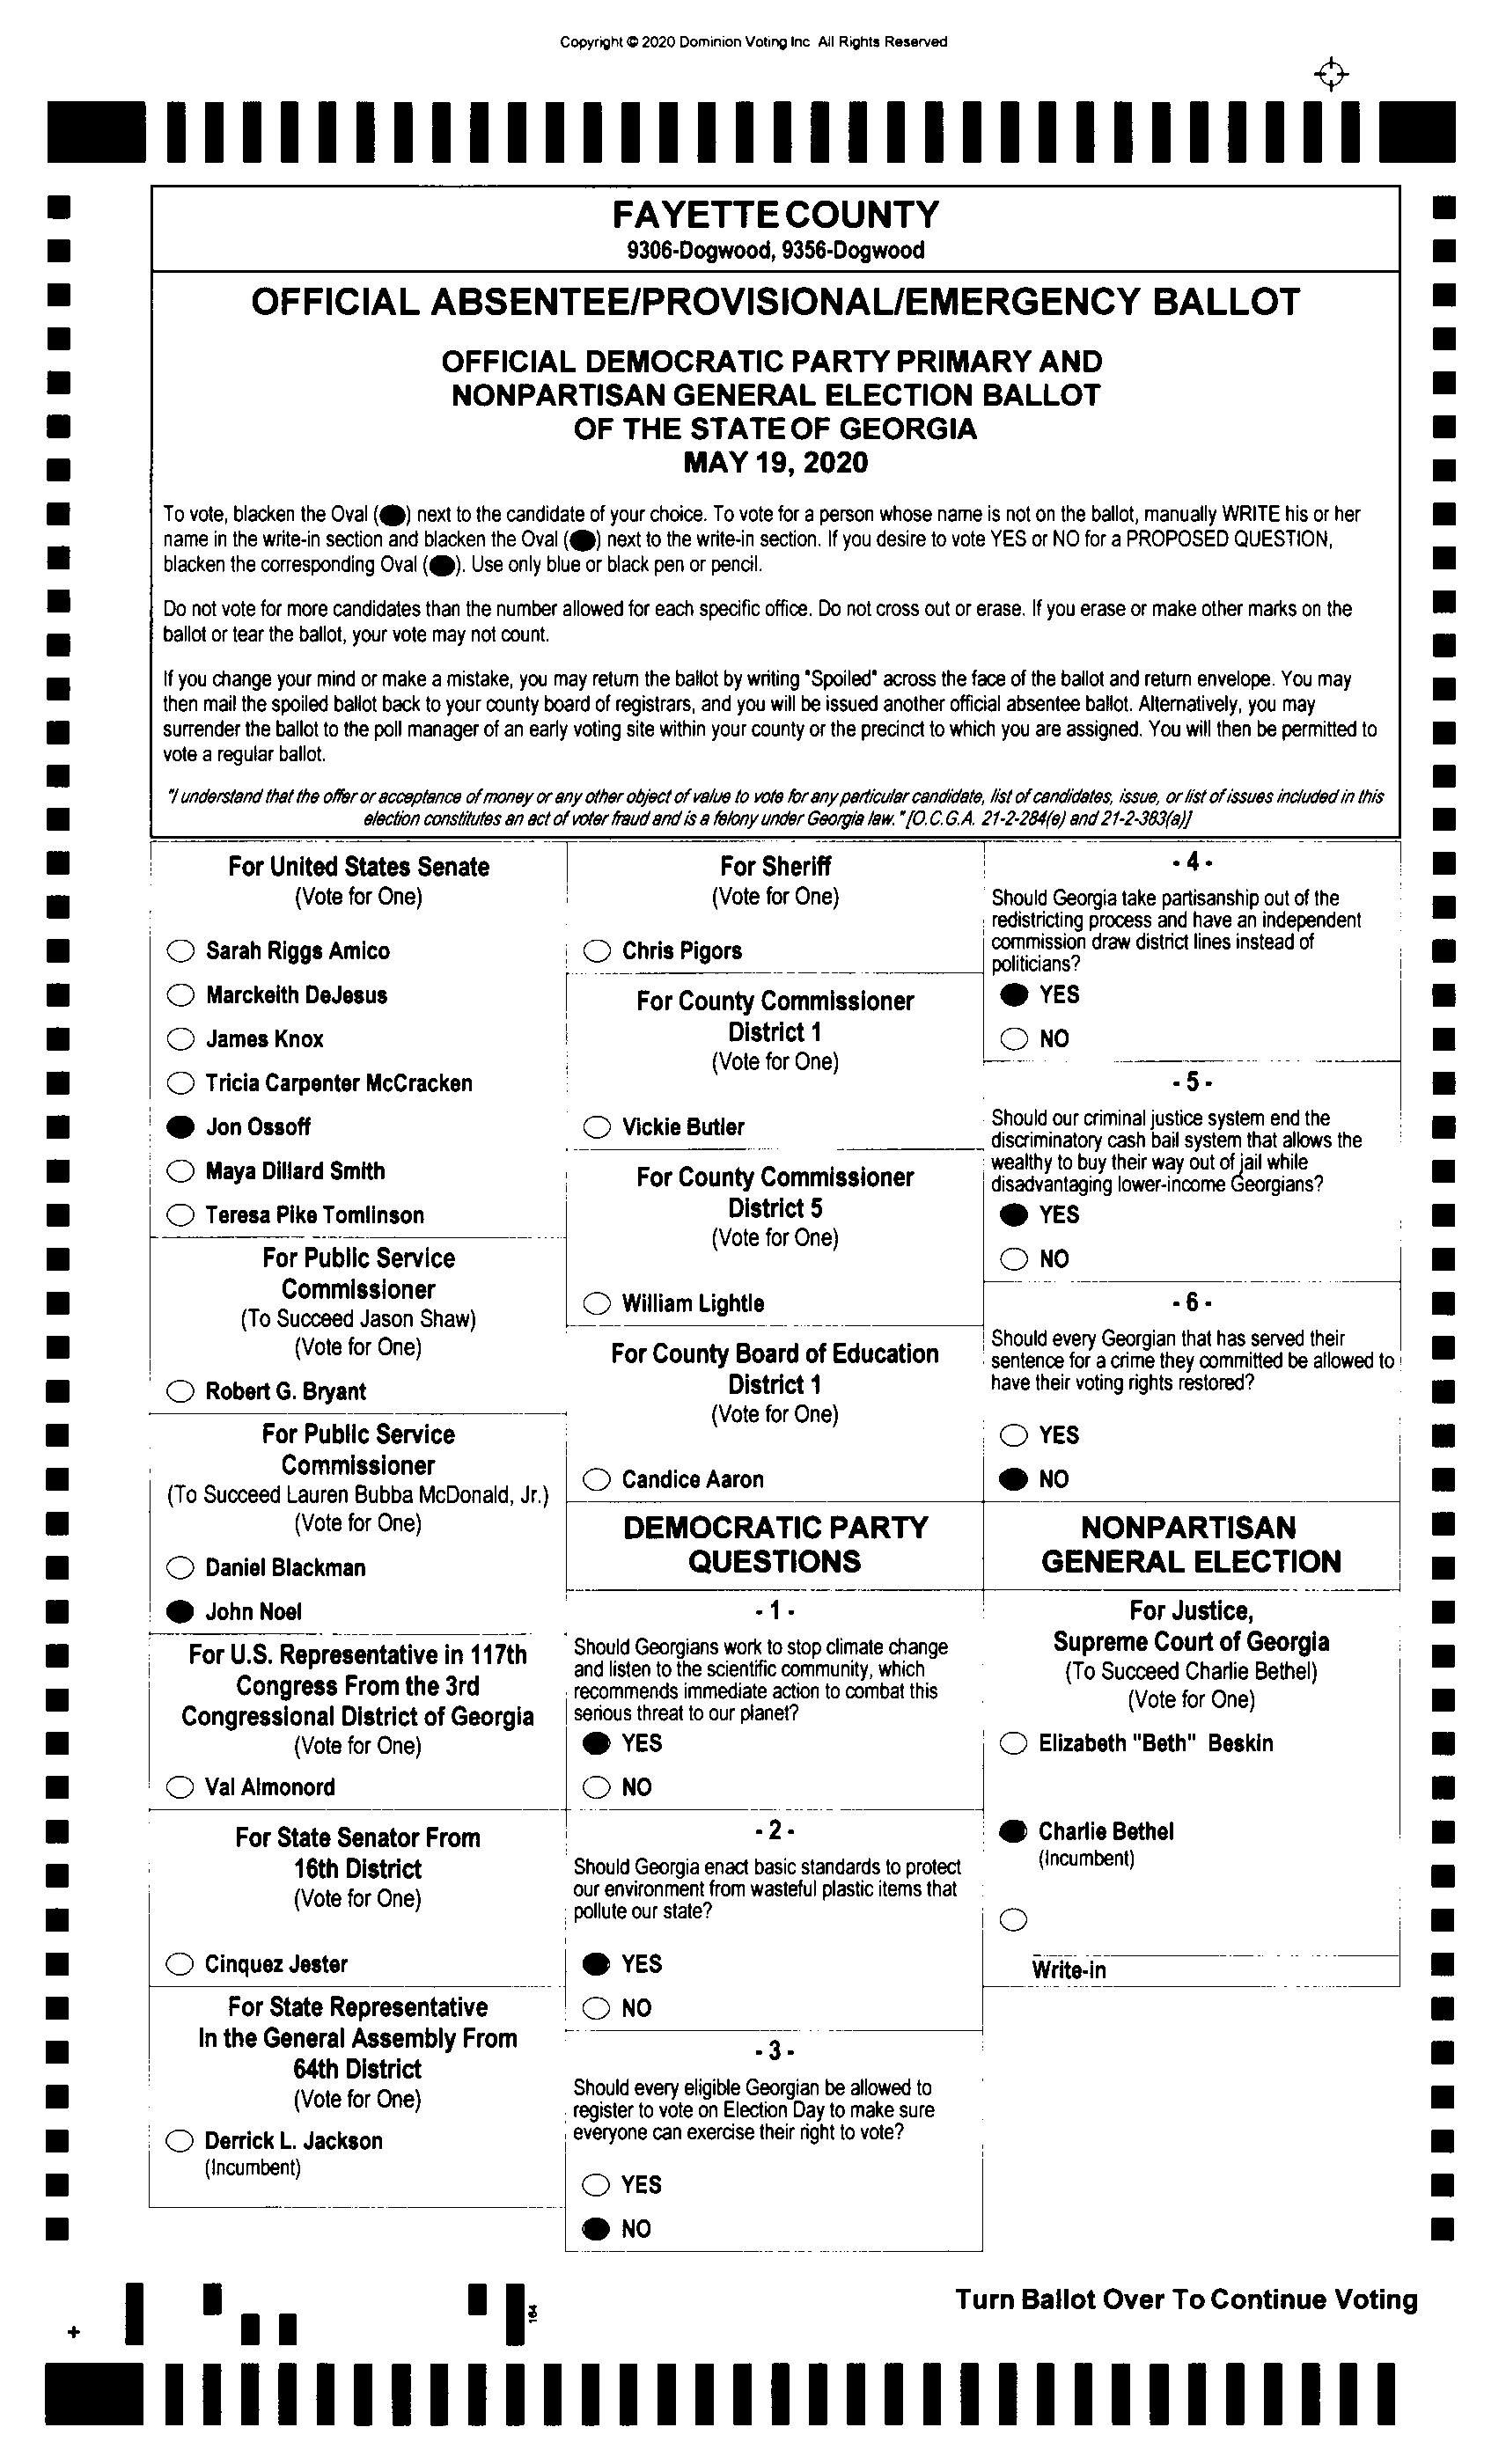 Copyright © 2020 Dominion Voting Inc All Rights Reserved
FAYETTE COUNTY
9306-Dogwood, 9356-Dogwood
OFFICIAL ABSENTEE/PROVISIONAL/EMERGENCY BALLOT
OFFICIAL DEMOCRATIC PARTY PRIMARY AND
NONPARTISAN GENERAL ELECTION BALLOT
OF THE STATE OF GEORGIA
MAY 19, 2020
To vote, blacken the Oval (⬬) next to the candidate of your choice. To vote for a person whose name is not on the ballot, manually WRITE his or her
name in the write-in section and blacken the Oval (⬬) next to the write-in section. If you desire to vote YES or NO for a PROPOSED QUESTION,
blacken the corresponding Oval (⬬). Use only blue or black pen or pencil.
Do not vote for more candidates than the number allowed for each specific office. Do not cross out or erase. If you erase or make other marks on the
ballot or tear the ballot, your vote may not count.
If you change your mind or make a mistake, you may return the ballot by writing "Spoiled" across the face of the ballot and return envelope. You may
then mail the spoiled ballot back to your county board of registrars, and you will be issued another official absentee ballot. Alternatively, you may
surrender the ballot to the poll manager of an early voting site within your county or the precinct to which you are assigned. You will then be permitted to
vote a regular ballot.
"I understand that the offer or acceptance of money or any other object of value to vote for any particular candidate, list of candidates, issue, or list of issues included in this
election constitutes an act of voter fraud and is a felony under Georgia law. "[O.C.G.A. 21-2-284(e) and 21-2-383(a)]
For United States Senate
(Vote for One)
Sarah Riggs Amico
Marckeith DeJesus
James Knox
Tricia Carpenter McCracken
Jon Ossoff
Maya Dillard Smith
Teresa Pike Tomlinson
For Public Service
Commissioner
(To Succeed Jason Shaw)
(Vote for One)
Robert G. Bryant
For Public Service
Commissioner
(To Succeed Lauren Bubba McDonald, Jr.)
(Vote for One)
Daniel Blackman
John Noel
For U.S. Representative in 117th
Congress From the 3rd
Congressional District of Georgia
(Vote for One)
Val Almonord
For State Senator From
16th District
(Vote for One)
Cinquez Jester
For State Representative
In the General Assembly From
64th District
(Vote for One)
Derrick L. Jackson
(Incumbent)
For Sheriff
(Vote for One)
Chris Pigors
For County Commissioner
District 1
(Vote for One)
Vickie Butler
For County Commissioner
District 5
(Vote for One)
William Lightle
For County Board of Education
District 1
(Vote for One)
Candice Aaron
DEMOCRATIC PARTY
QUESTIONS
- 1 -
Should Georgians work to stop climate change
and listen to the scientific community, which
recommends immediate action to combat this
serious threat to our planet?
YES
NO
- 2 -
Should Georgia enact basic standards to protect
our environment from wasteful plastic items that
pollute our state?
YES
NO
- 3 -
Should every eligible Georgian be allowed to
register to vote on Election Day to make sure
everyone can exercise their right to vote?
YES
NO
- 4 -
Should Georgia take partisanship out of the
redistricting process and have an independent
commission draw district lines instead of
politicians?
YES
NO
- 5 -
Should our criminal justice system end the
discriminatory cash bail system that allows the
wealthy to buy their way out of jail while
disadvantaging lower-income Georgians?
YES
NO
- 6 -
Should every Georgian that has served their
sentence for a crime they committed be allowed to
have their voting rights restored?
YES
NO
NONPARTISAN
GENERAL ELECTION
For Justice,
Supreme Court of Georgia
(To Succeed Charlie Bethel)
(Vote for One)
Elizabeth "Beth" Beskin
Charlie Bethel
(Incumbent)
Write-in
Turn Ballot Over To Continue Voting
164
+